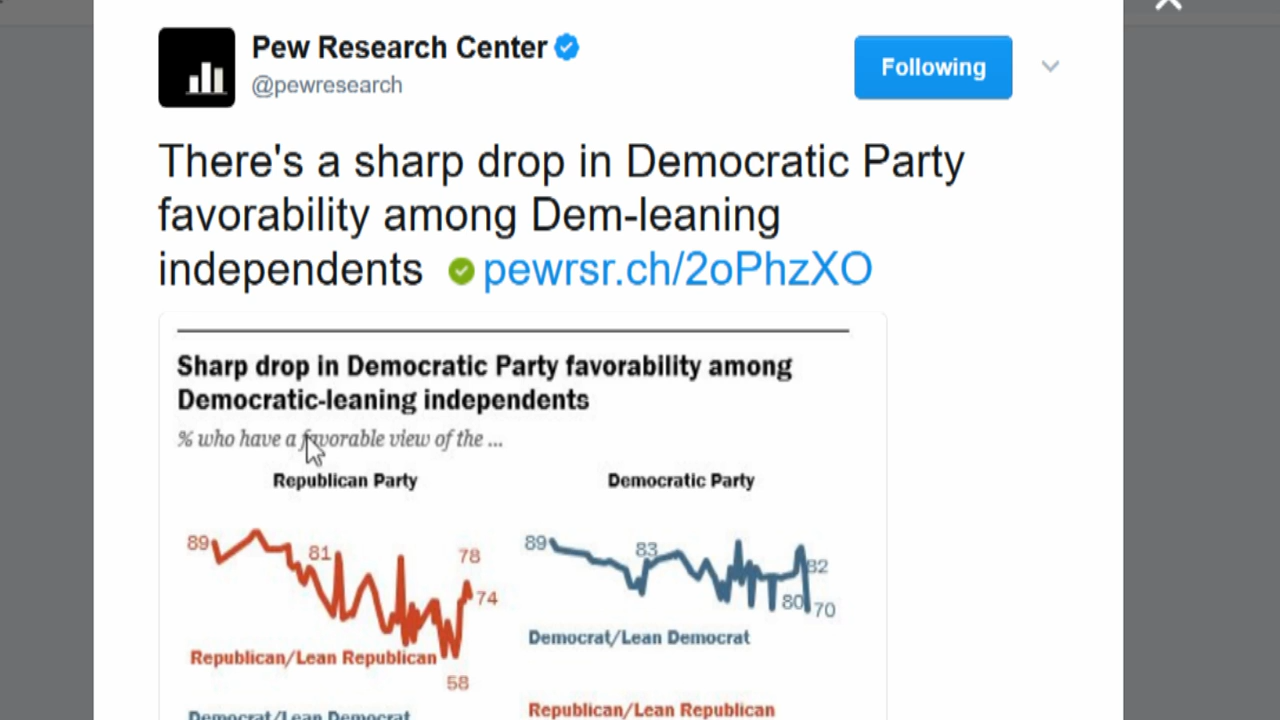 Pew Research Center
@pewresearch
Following
There's a sharp drop in Democratic Party
favorability among Dem-leaning
independents pewrsr.ch/2oPhzXO
Sharp drop in Democratic Party favorability among
Democratic-leaning independents
% who have a favorable view of the ...
Republican Party
89
81
78
74
Republican/Lean Republican
58
Democrat/Lean Democrat
Democratic Party
89
83
82
80
70
Democrat/Lean Democrat
Republican/Lean Republican